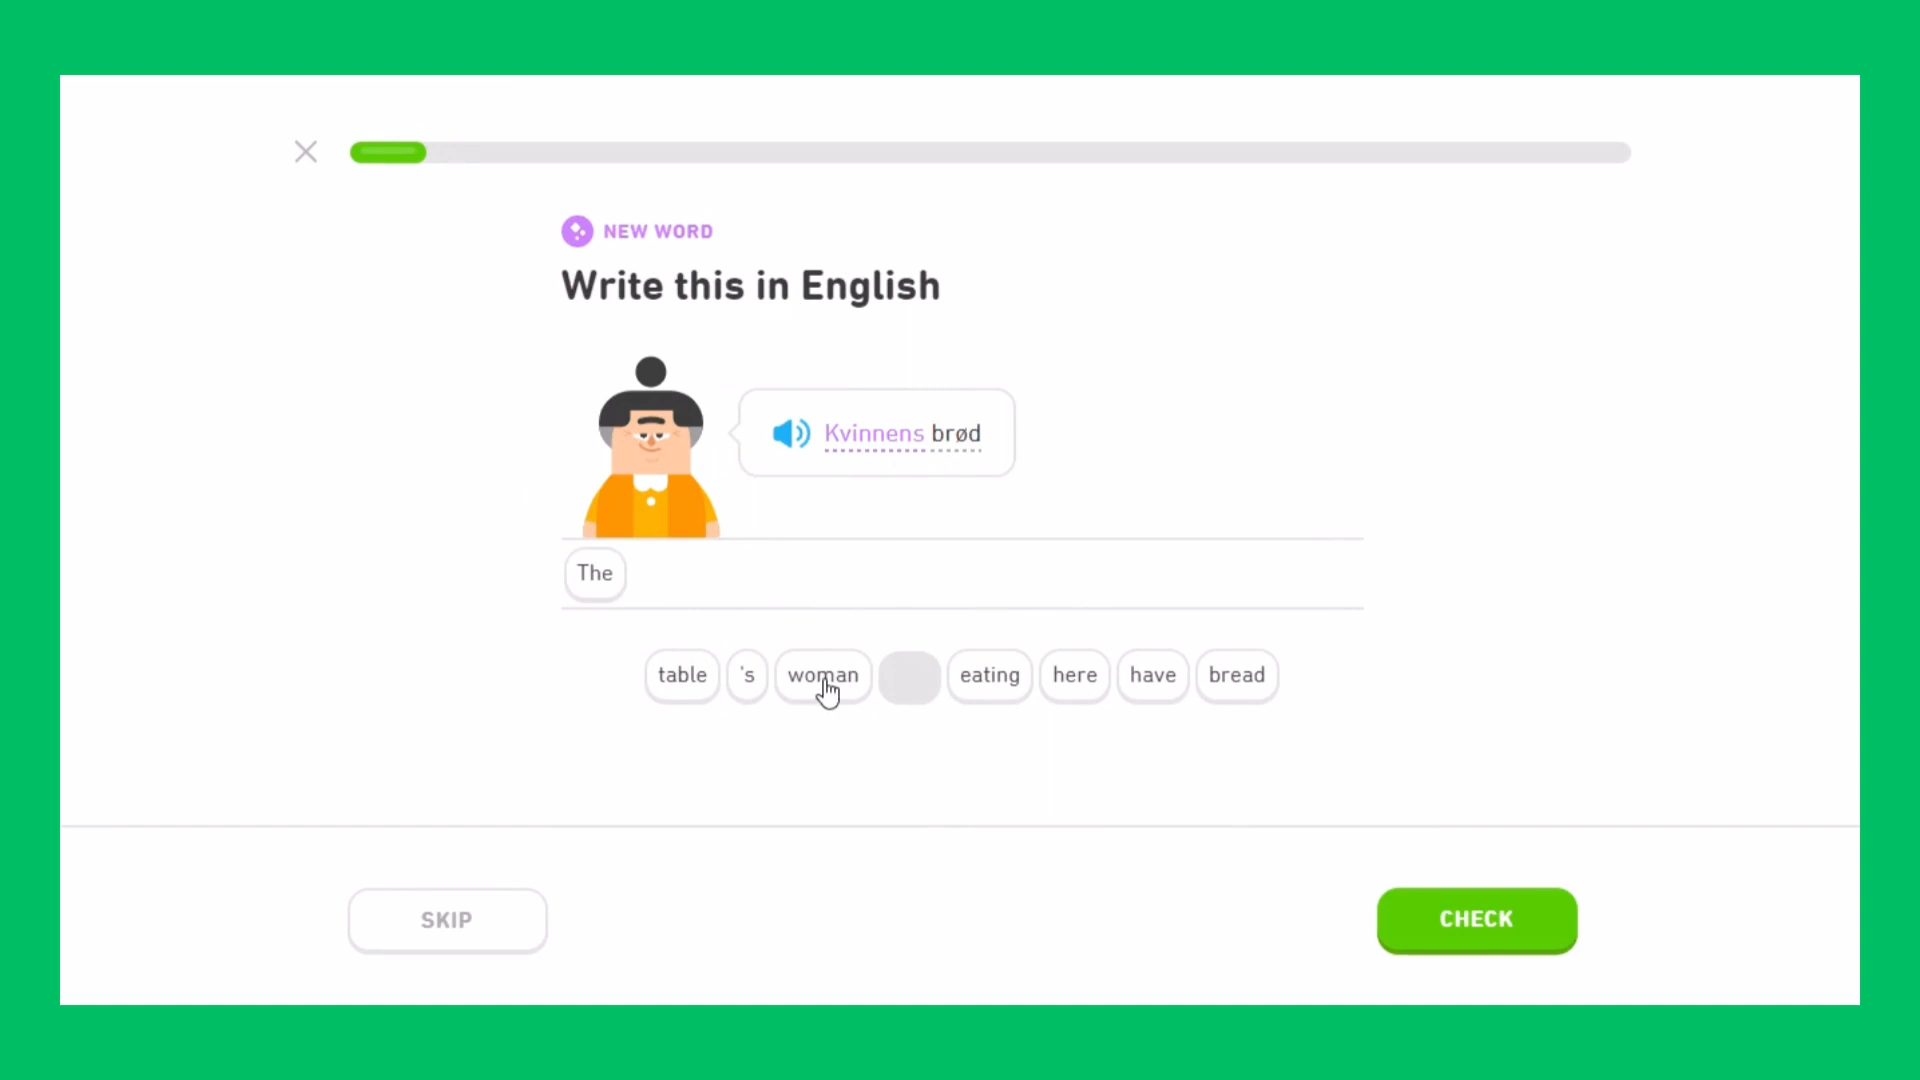 NEW WORD
Write this in English
Kvinnens brød
The
table 's woman eating here have bread
SKIP
CHECK